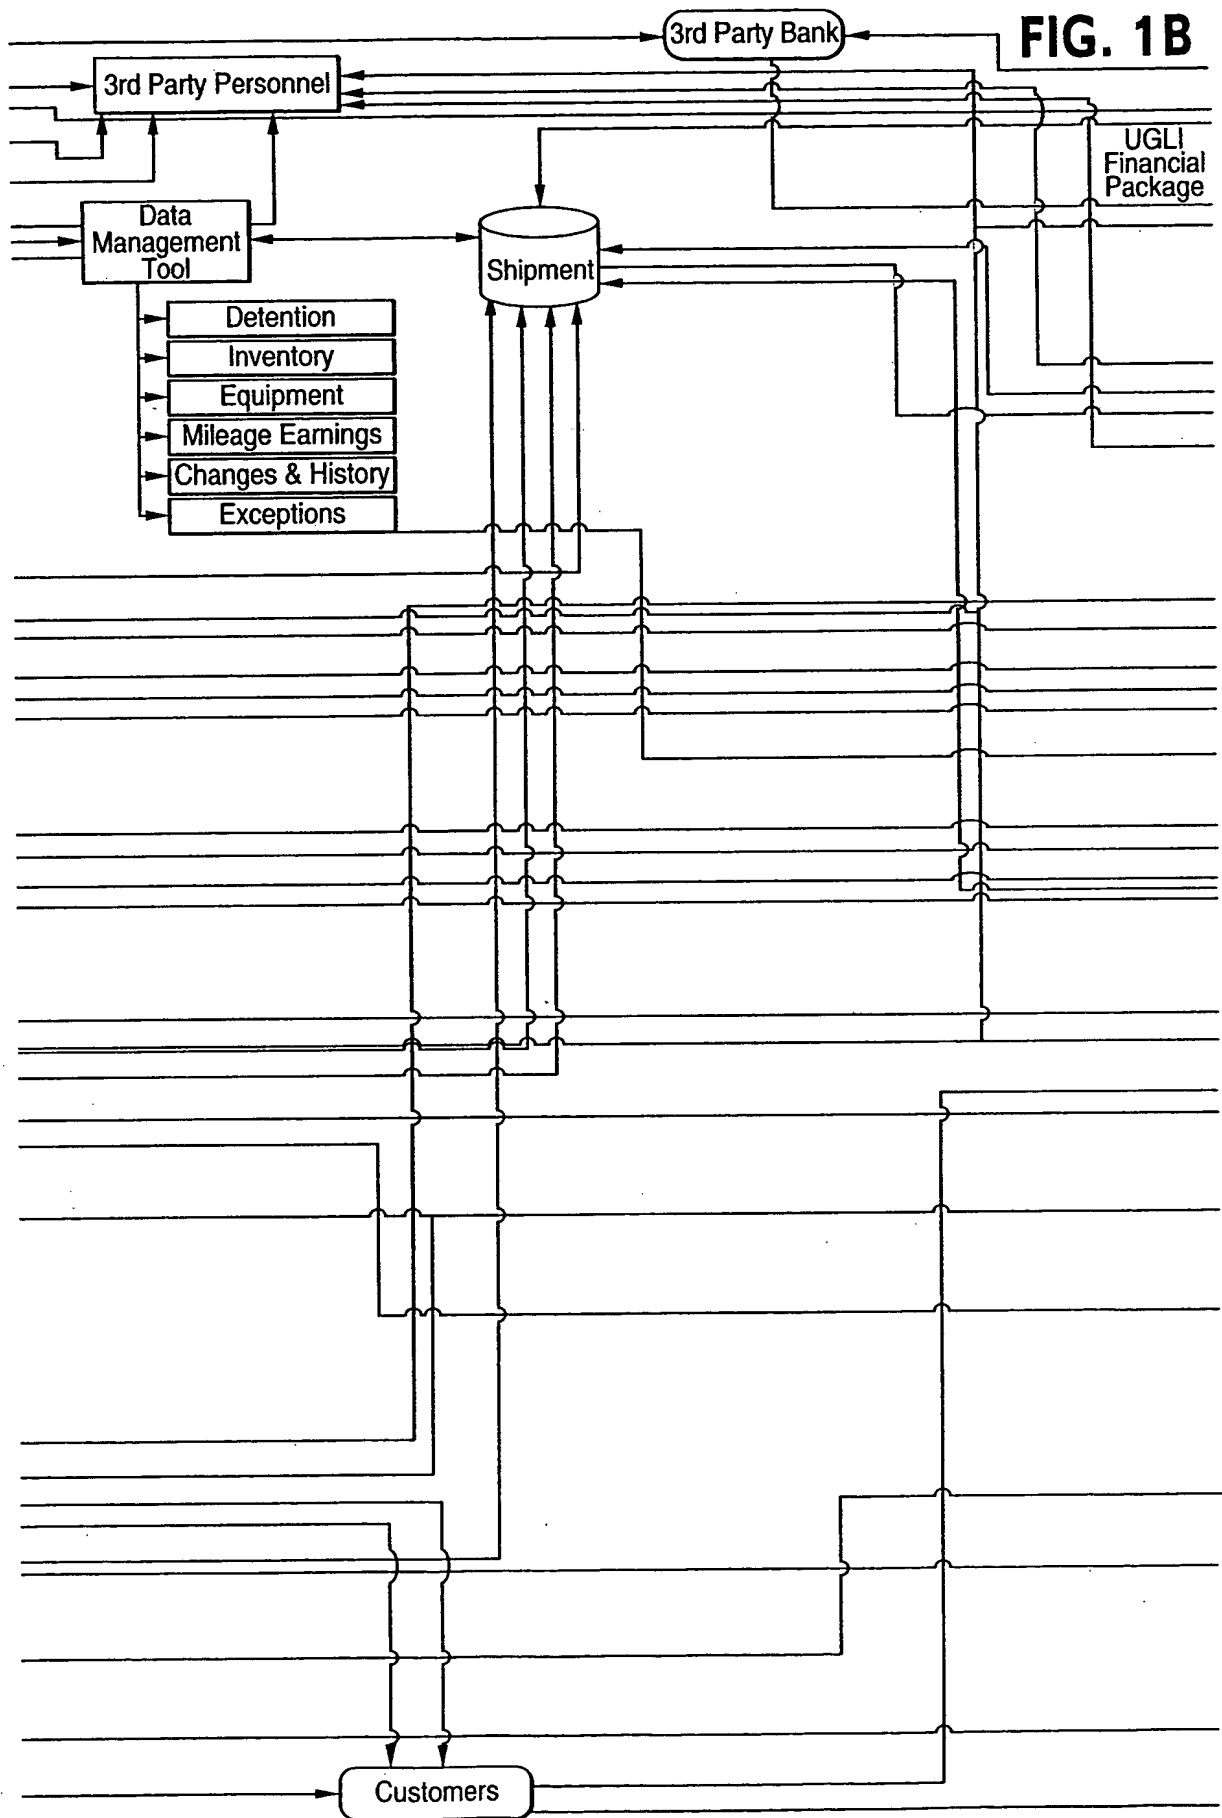 FIG. 1B
3rd Party Bank
3rd Party Personnel
UGLI
Financial
Package
Data
Management
Tool
Shipment
Detention
Inventory
Equipment
Mileage Earnings
Changes & History
Exceptions
Customers